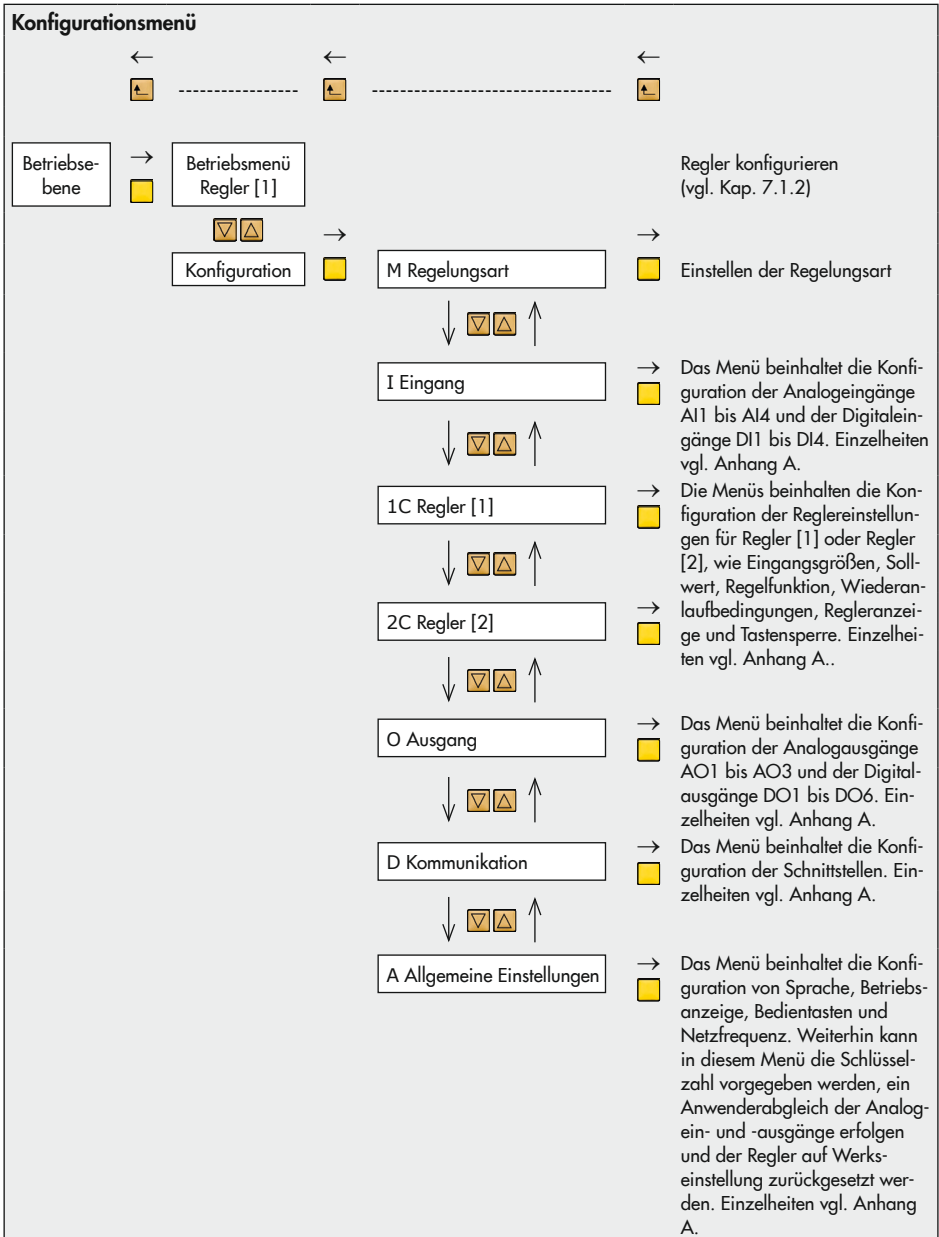 Konfigurationsmenü
Betriebse-
bene
Betriebsmenü
Regler [1]
Regler konfigurieren
(vgl. Kap. 7.1.2)
Konfiguration
M Regelungsart
Einstellen der Regelungsart
I Eingang
Das Menü beinhaltet die Konfi-
guration der Analogeingänge
AI1 bis AI4 und der Digitalein-
gänge DI1 bis DI4. Einzelheiten
vgl. Anhang A.
1C Regler [1]
2C Regler [2]
Die Menüs beinhalten die Kon-
figuration der Reglereinstellun-
gen für Regler [1] oder Regler
[2], wie Eingangsgrößen, Soll-
wert, Regelfunktion, Wiederan-
laufbedingungen, Regleranzei-
ge und Tastensperre. Einzelhei-
ten vgl. Anhang A..
O Ausgang
Das Menü beinhaltet die Konfi-
guration der Analogausgänge
AO1 bis AO3 und der Digital-
ausgänge DO1 bis DO6. Ein-
zelheiten vgl. Anhang A.
D Kommunikation
Das Menü beinhaltet die Konfi-
guration der Schnittstellen. Ein-
zelheiten vgl. Anhang A.
A Allgemeine Einstellungen
Das Menü beinhaltet die Konfi-
guration von Sprache, Betriebs-
anzeige, Bedientasten und
Netzfrequenz. Weiterhin kann
in diesem Menü die Schlüssel-
zahl vorgegeben werden, ein
Anwenderabgleich der Analog-
ein- und -ausgänge erfolgen
und der Regler auf Werks-
einstellung zurückgesetzt wer-
den. Einzelheiten vgl. Anhang
A.